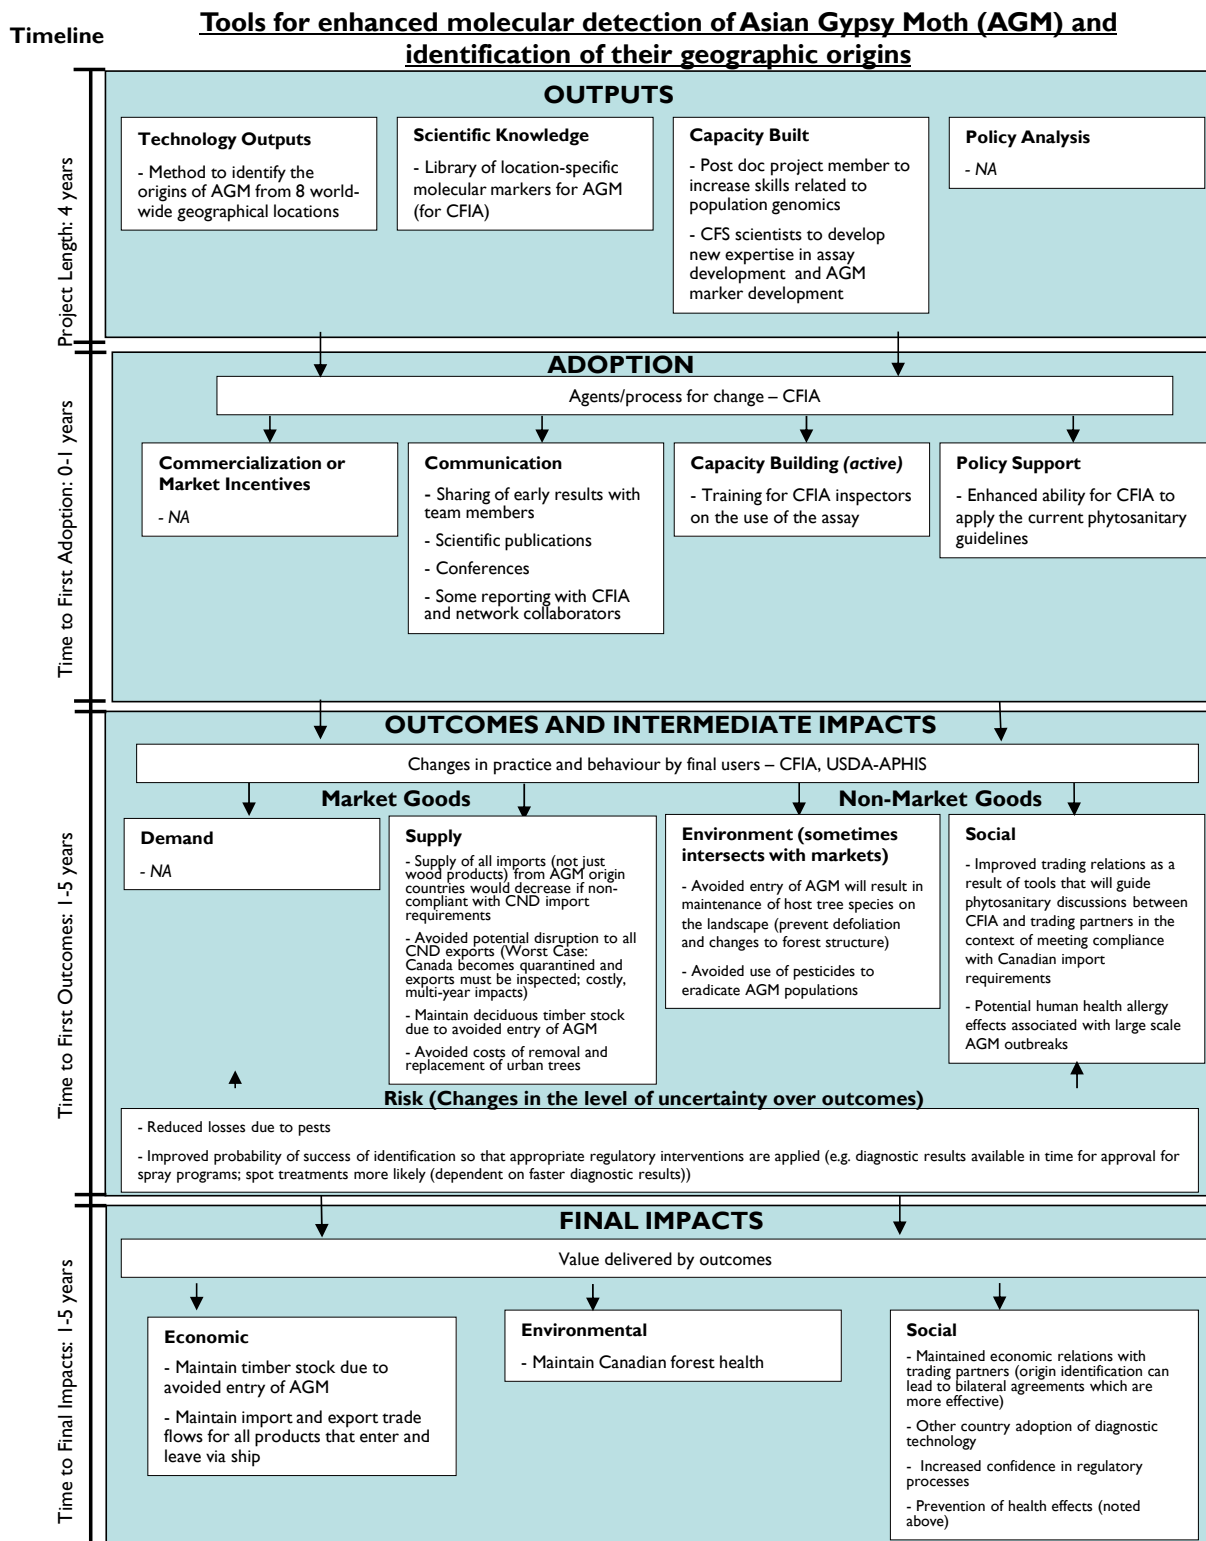 Timeline
Tools for enhanced molecular detection of Asian Gypsy Moth (AGM) and
identification of their geographic origins
Project Length: 4 years
OUTPUTS
Technology Outputs
- Method to identify the
origins of AGM from 8 world-
wide geographical locations
Scientific Knowledge
- Library of location-specific
molecular markers for AGM
(for CFIA)
Capacity Built
- Post doc project member to
increase skills related to
population genomics
- CFS scientists to develop
new expertise in assay
development and AGM
marker development
Policy Analysis
- NA
Time to First Adoption: 0-1 years
ADOPTION
Agents/process for change – CFIA
Commercialization or
Market Incentives
- NA
Communication
- Sharing of early results with
team members
- Scientific publications
- Conferences
- Some reporting with CFIA
and network collaborators
Capacity Building (active)
- Training for CFIA inspectors
on the use of the assay
Policy Support
- Enhanced ability for CFIA to
apply the current phytosanitary
guidelines
Time to First Outcomes: 1-5 years
OUTCOMES AND INTERMEDIATE IMPACTS
Changes in practice and behaviour by final users – CFIA, USDA-APHIS
Market Goods
Non-Market Goods
Demand
- NA
Supply
- Supply of all imports (not just
wood products) from AGM origin
countries would decrease if non-
compliant with CND import
requirements
- Avoided potential disruption to all
CND exports (Worst Case:
Canada becomes quarantined and
exports must be inspected; costly,
multi-year impacts)
- Maintain deciduous timber stock
due to avoided entry of AGM
- Avoided costs of removal and
replacement of urban trees
Environment (sometimes
intersects with markets)
- Avoided entry of AGM will result in
maintenance of host tree species on
the landscape (prevent defoliation
and changes to forest structure)
- Avoided use of pesticides to
eradicate AGM populations
Social
- Improved trading relations as a
result of tools that will guide
phytosanitary discussions between
CFIA and trading partners in the
context of meeting compliance
with Canadian import
requirements
- Potential human health allergy
effects associated with large scale
AGM outbreaks
Risk (Changes in the level of uncertainty over outcomes)
- Reduced losses due to pests
- Improved probability of success of identification so that appropriate regulatory interventions are applied (e.g. diagnostic results available in time for approval for
spray programs; spot treatments more likely (dependent on faster diagnostic results))
Time to Final Impacts: 1-5 years
FINAL IMPACTS
Value delivered by outcomes
Economic
- Maintain timber stock due to
avoided entry of AGM
- Maintain import and export trade
flows for all products that enter and
leave via ship
Environmental
- Maintain Canadian forest health
Social
- Maintained economic relations with
trading partners (origin identification can
lead to bilateral agreements which are
more effective)
- Other country adoption of diagnostic
technology
- Increased confidence in regulatory
processes
- Prevention of health effects (noted
above)